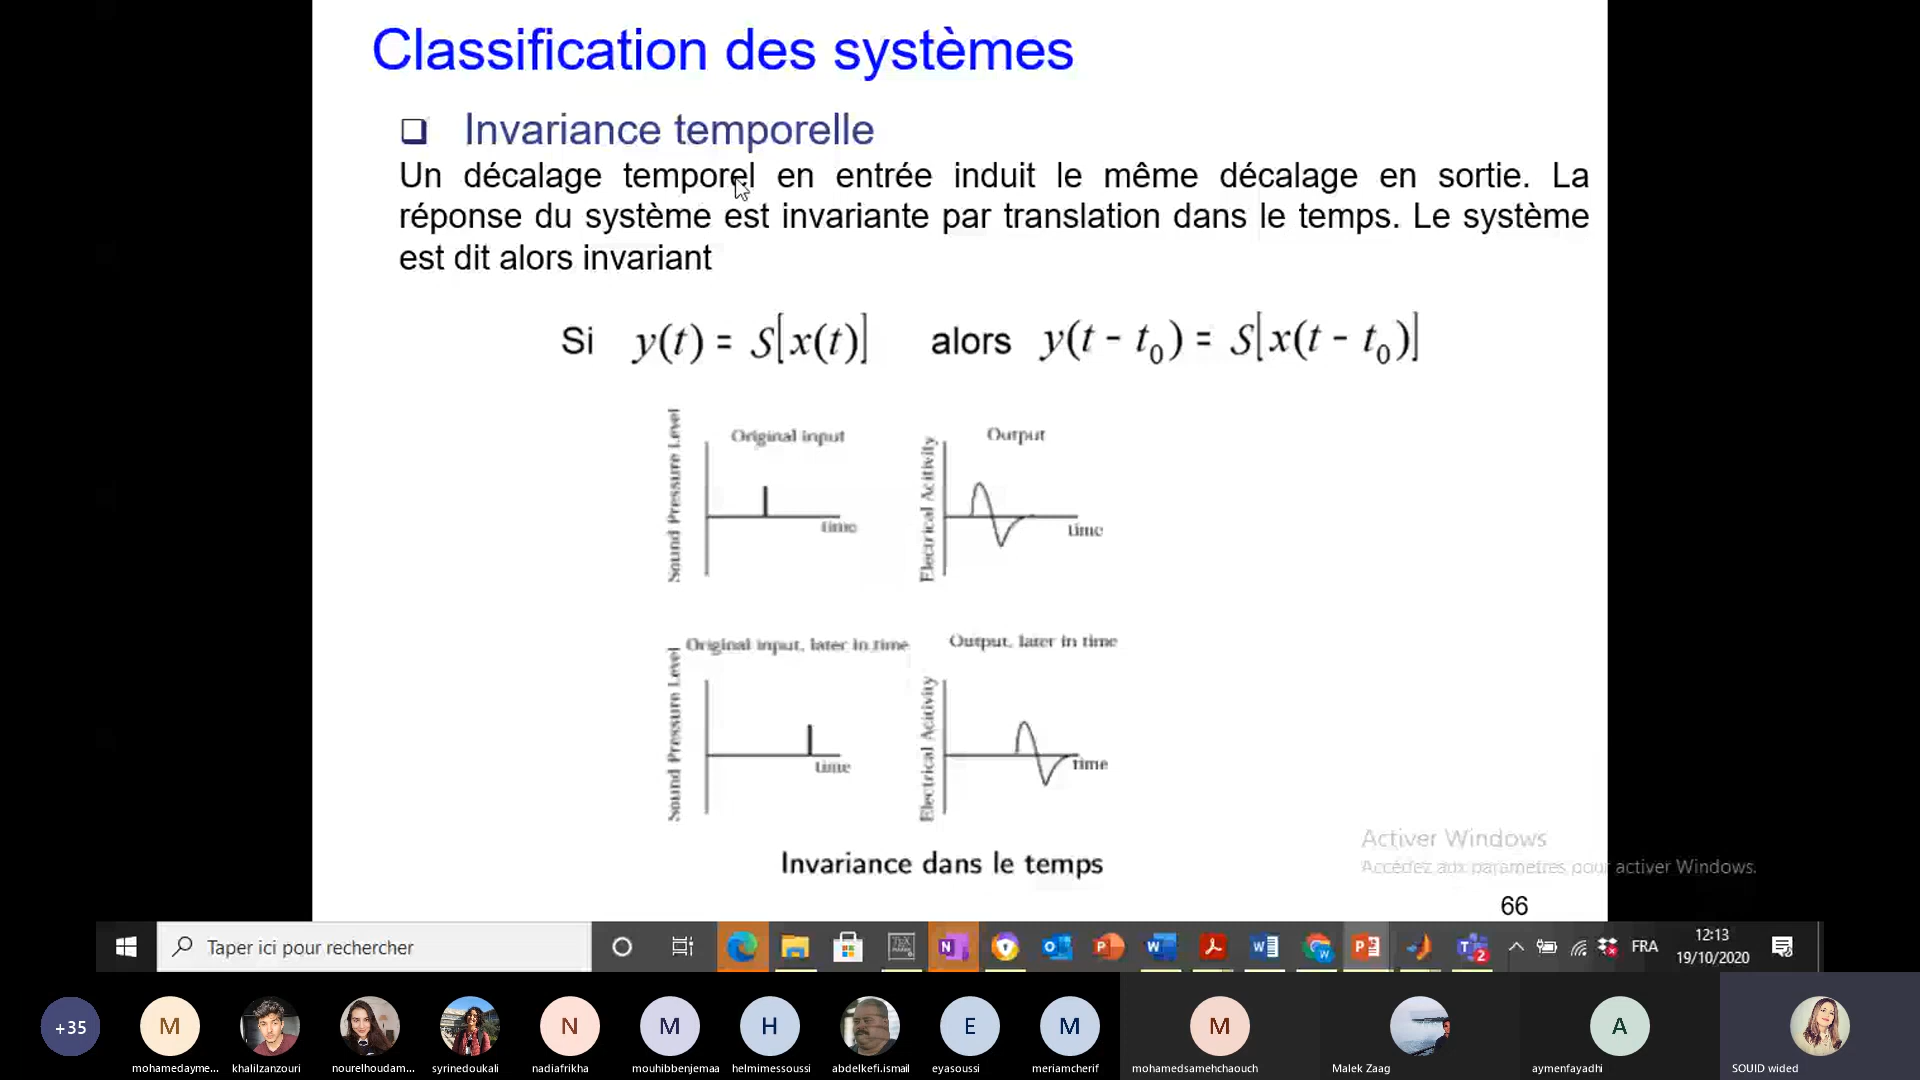 Classification des systèmes
❑ Invariance temporelle
Un décalage temporel en entrée induit le même décalage en sortie. La
réponse du système est invariante par translation dans le temps. Le système
est dit alors invariant
Si y(t) = S[x(t)] alors y(t - t₀) = S[x(t - t₀)]
Original input
Sound Pressure Level
time
Output
Electrical Acitivity
time
Original input, later in time
Sound Pressure Level
time
Output, later in time
Electrical Acitivity
time
Invariance dans le temps
Activer Windows
Accédez aux paramètres pour activer Windows.
66
Taper ici pour rechercher
FRA
12:13
19/10/2020
2
+35
M
mohamedayme...
khalilzanzouri
nourelhoudam...
syrinedoukali
N
nadiafrikha
M
mouhibbenjemaa
H
helmimessoussi
abdelkefi.ismail
E
eyasoussi
M
meriamcherif
M
mohamedsamehchaouch
Malek Zaag
A
aymenfayadhi
SOUID wided